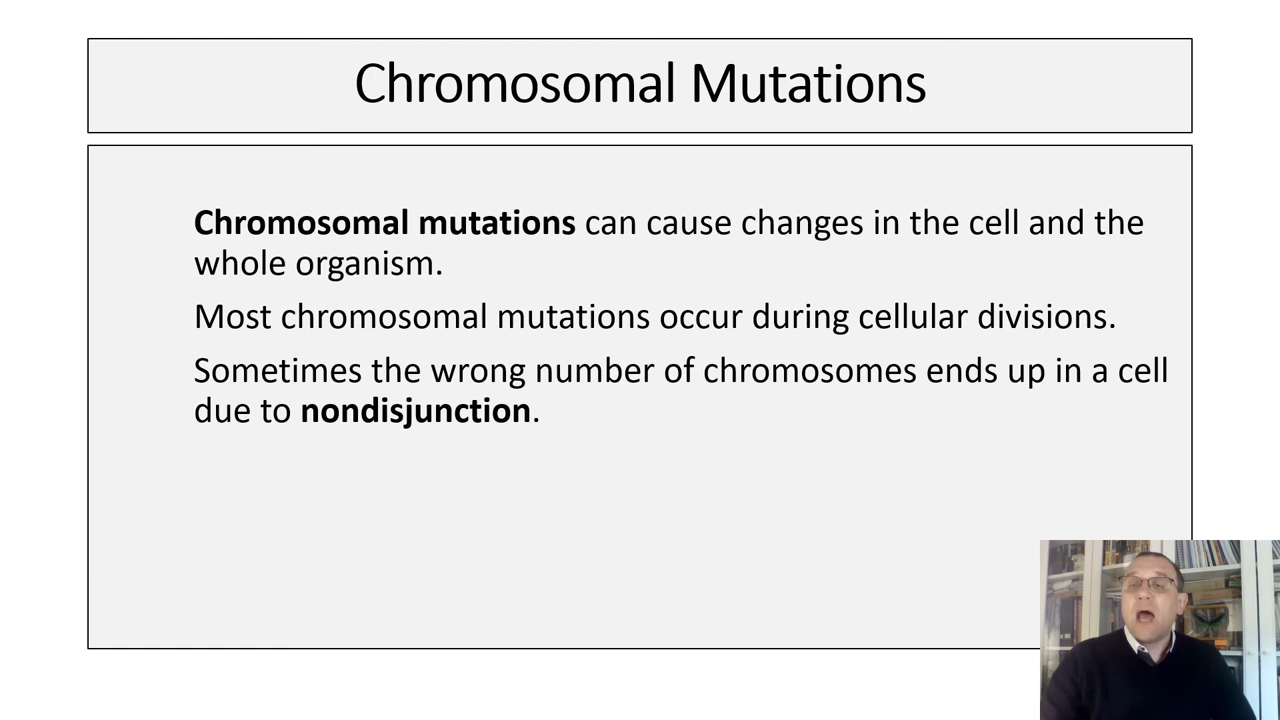 Chromosomal Mutations
Chromosomal mutations can cause changes in the cell and the
whole organism.
Most chromosomal mutations occur during cellular divisions.
Sometimes the wrong number of chromosomes ends up in a cell
due to nondisjunction.